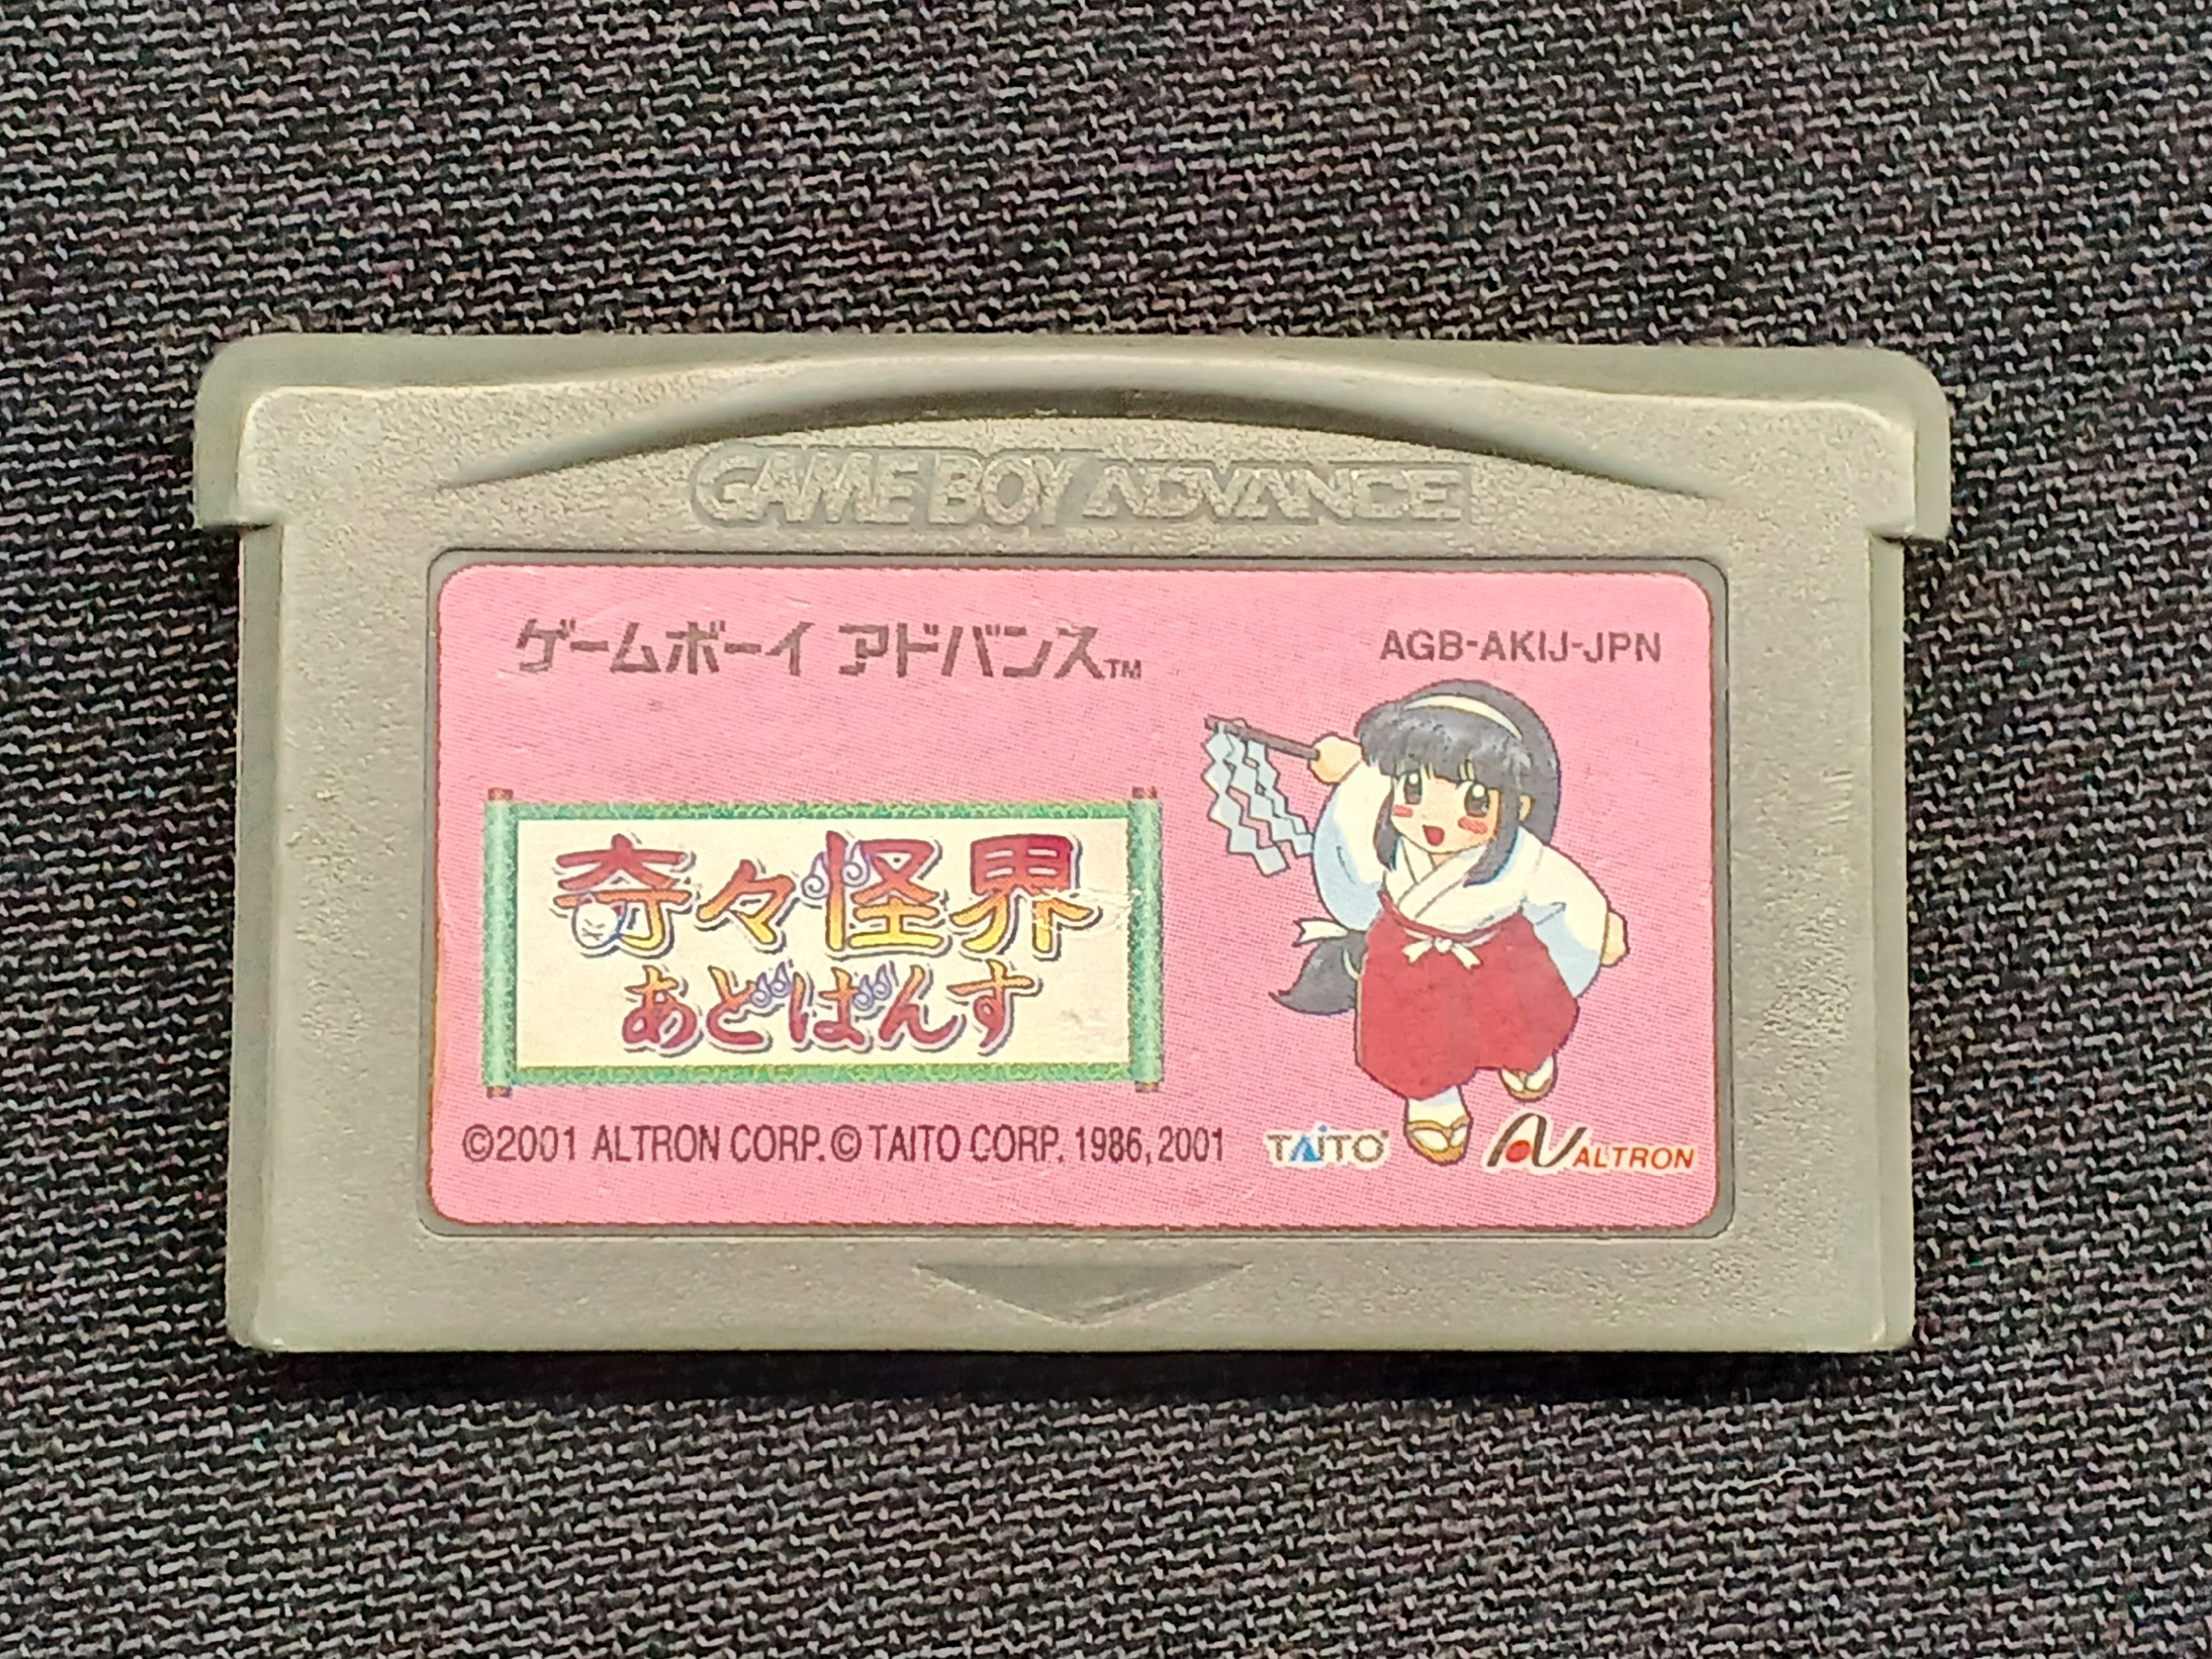 GAME BOY ADVANCE
ゲームボーイ アドバンス™
AGB-AKIJ-JPN
奇々怪界
あどばんす
©2001 ALTRON CORP. © TAITO CORP. 1986, 2001
TAITO
ALTRON